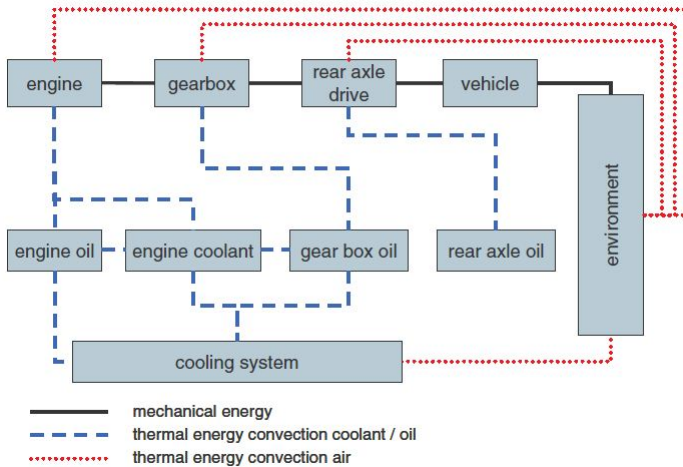 engine
gearbox
rear axle
drive
vehicle
environment
engine oil
engine coolant
gear box oil
rear axle oil
cooling system
mechanical energy
thermal energy convection coolant / oil
thermal energy convection air